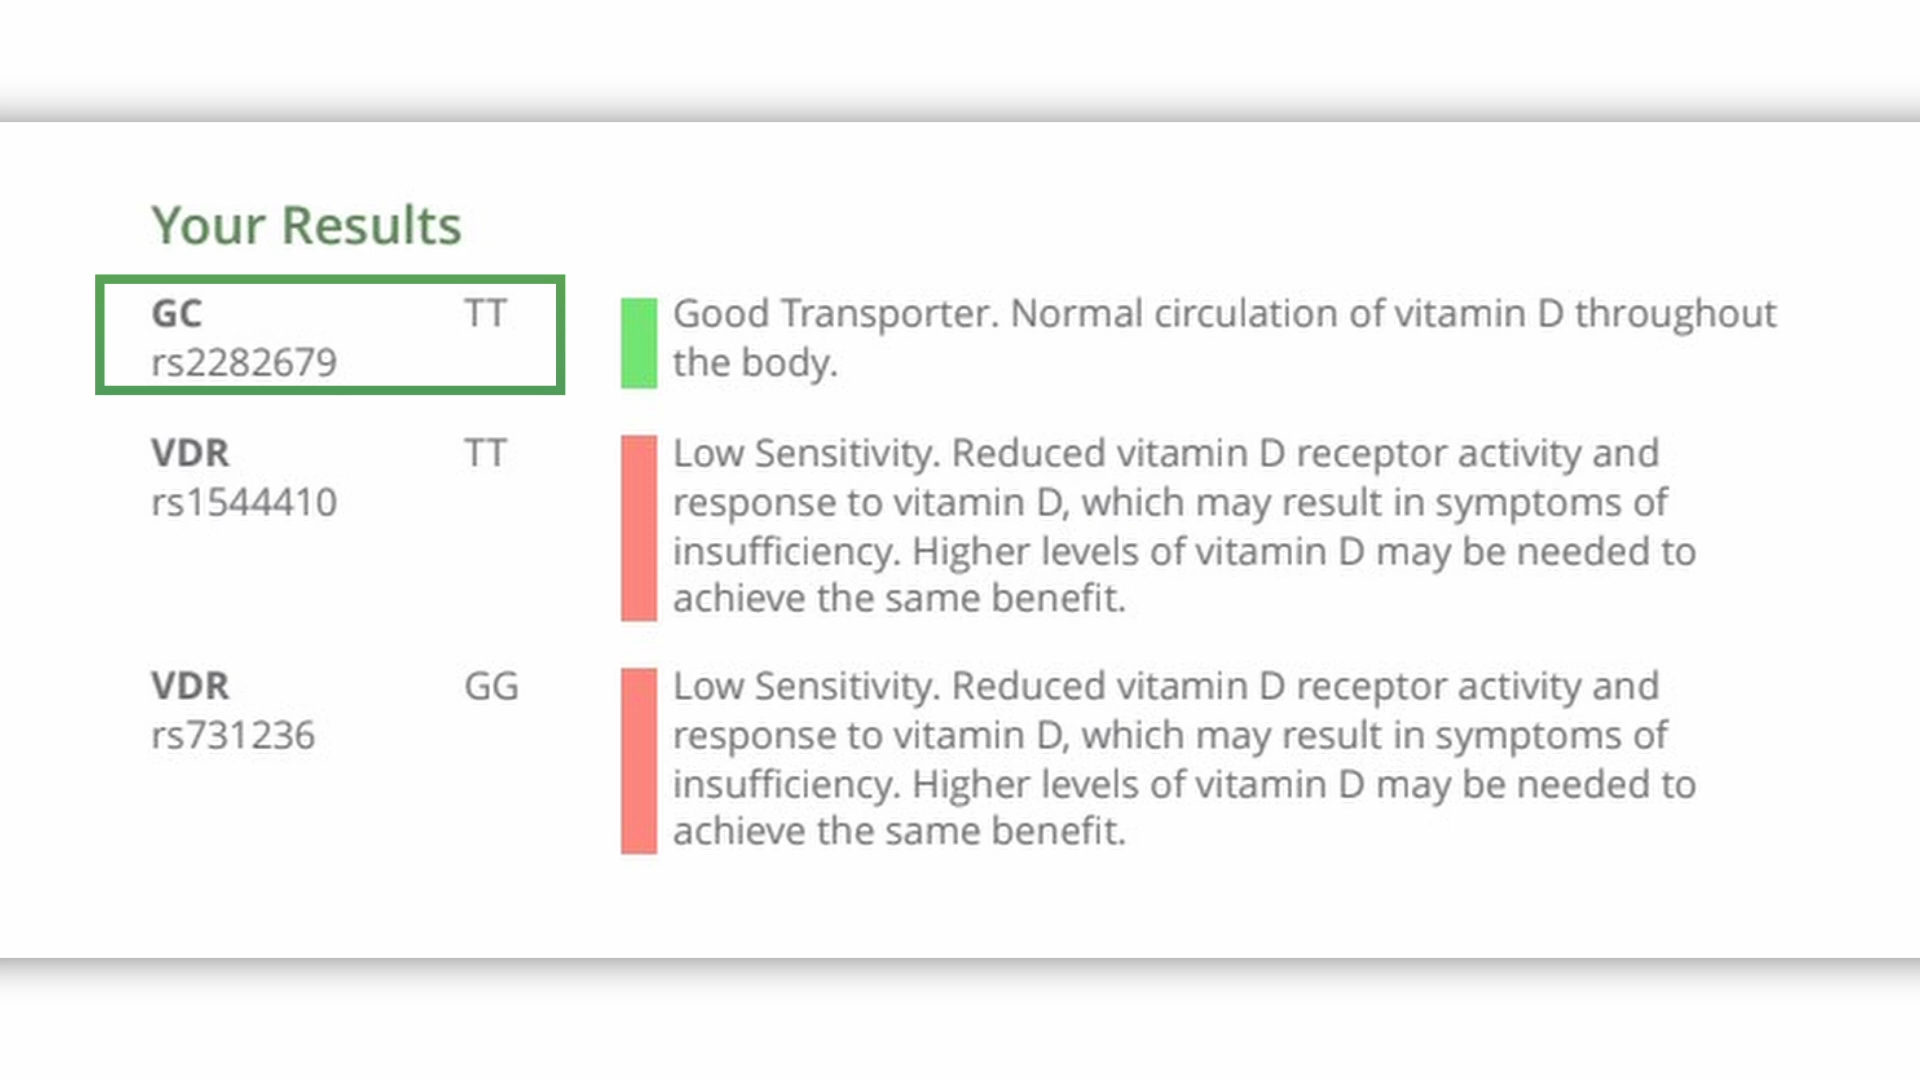 Your Results
GC TT Good Transporter. Normal circulation of vitamin D throughout
rs2282679 the body.
VDR TT Low Sensitivity. Reduced vitamin D receptor activity and
rs1544410 response to vitamin D, which may result in symptoms of
insufficiency. Higher levels of vitamin D may be needed to
achieve the same benefit.
VDR GG Low Sensitivity. Reduced vitamin D receptor activity and
rs731236 response to vitamin D, which may result in symptoms of
insufficiency. Higher levels of vitamin D may be needed to
achieve the same benefit.